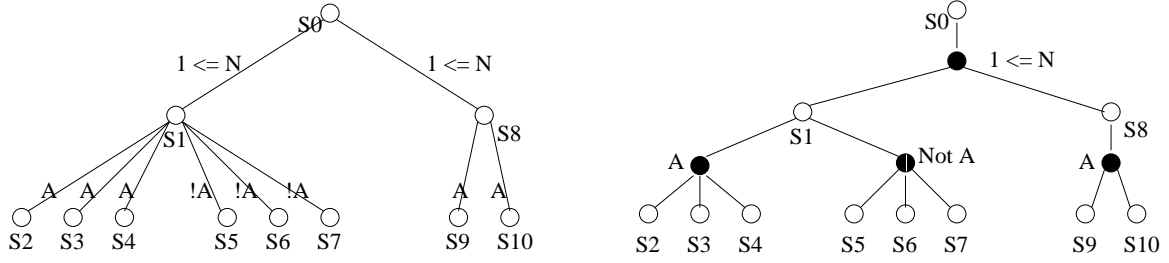 S0
1 <= N 1 <= N
S1 S8
A A A !A !A !A A A
S2 S3 S4 S5 S6 S7 S9 S10
S0
1 <= N
S1 S8
A Not A A
S2 S3 S4 S5 S6 S7 S9 S10